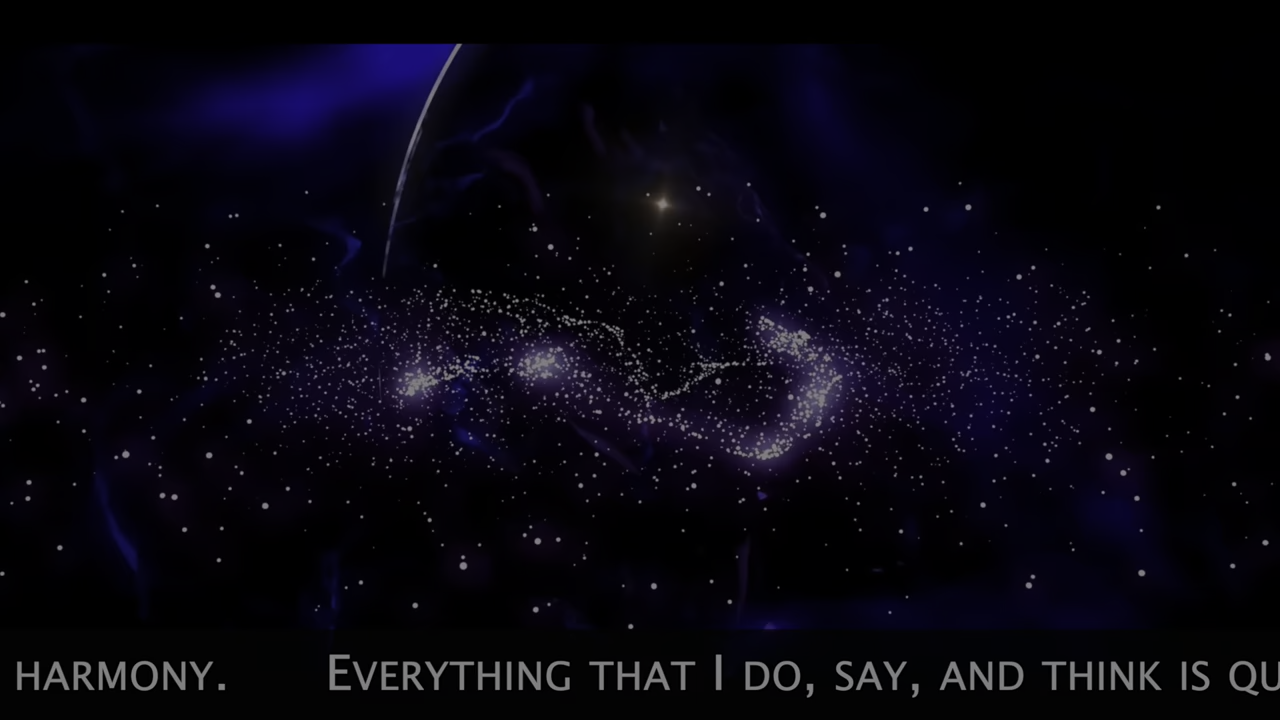 HARMONY. EVERYTHING THAT I DO, SAY, AND THINK IS QU